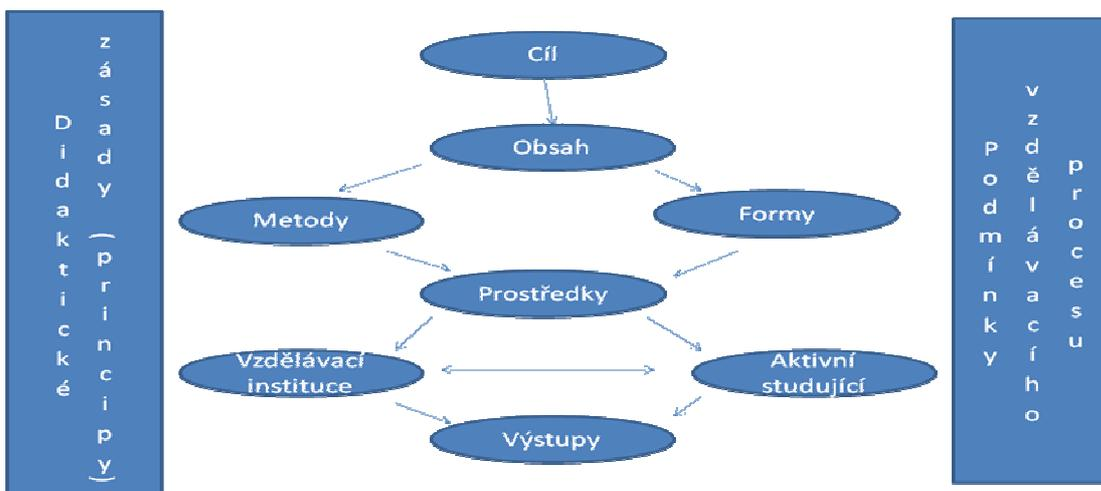 Didaktické
zásady (principy)
Cíl
Obsah
Metody
Formy
Prostředky
Vzdělávací
instituce
Aktivní
studující
Výstupy
Podmínky
vzdělávacího
procesu